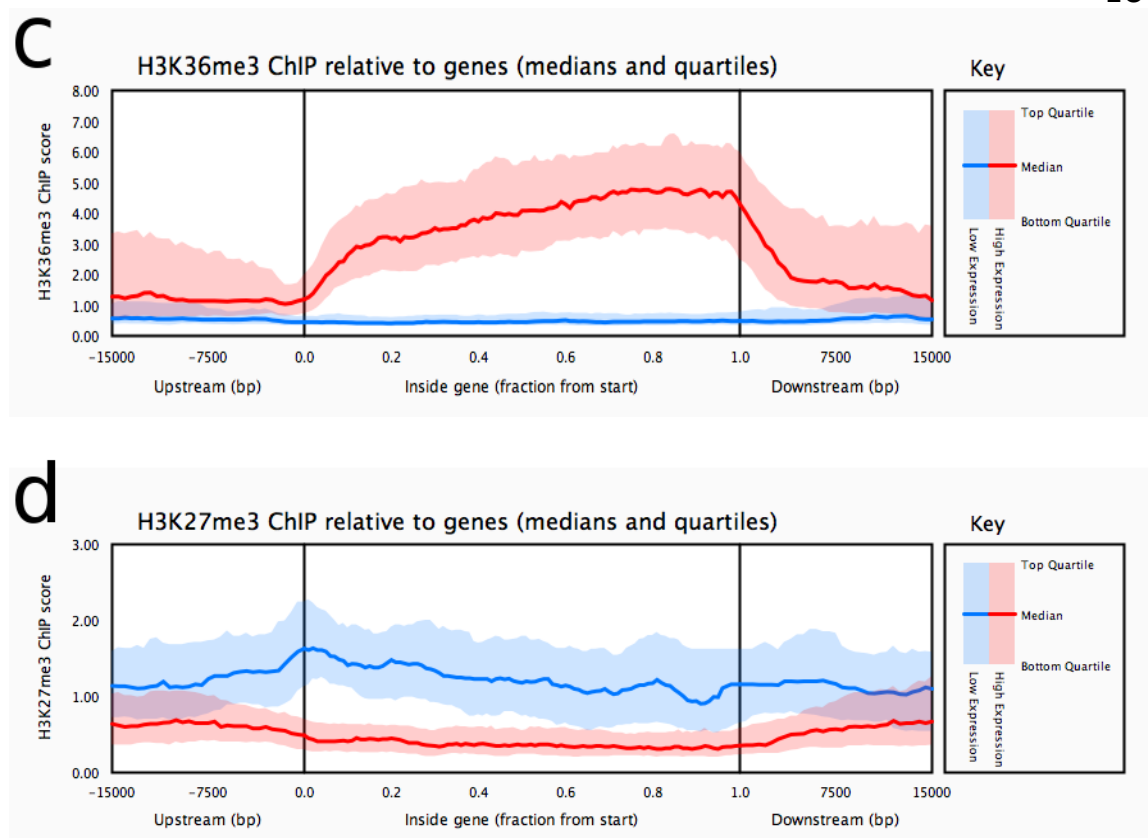 c
H3K36me3 ChIP relative to genes (medians and quartiles)
Key
H3K36me3 ChIP score
8.00
7.00
6.00
5.00
4.00
3.00
2.00
1.00
0.00
-15000 -7500 0.0 0.2 0.4 0.6 0.8 1.0 7500 15000
Upstream (bp) Inside gene (fraction from start) Downstream (bp)
Top Quartile
Median
Bottom Quartile
Low Expression
High Expression
d
H3K27me3 ChIP relative to genes (medians and quartiles)
Key
H3K27me3 ChIP score
3.00
2.00
1.00
0.00
-15000 -7500 0.0 0.2 0.4 0.6 0.8 1.0 7500 15000
Upstream (bp) Inside gene (fraction from start) Downstream (bp)
Top Quartile
Median
Bottom Quartile
Low Expression
High Expression